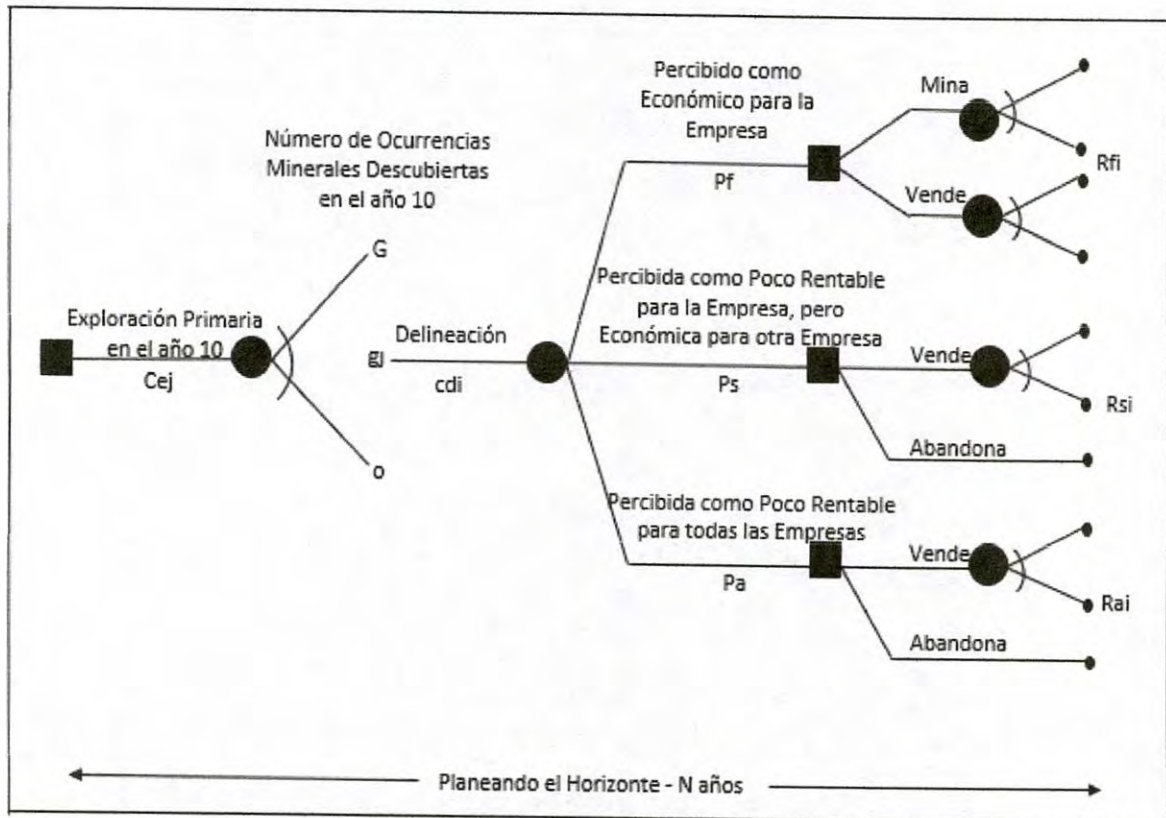 Exploración Primaria
en el año 10
Cej
Número de Ocurrencias
Minerales Descubiertas
en el año 10
G
gj
o
Delineación
cdi
Percibido como
Económico para la
Empresa
Pf
Mina
Vende
Rfi
Percibida como Poco Rentable
para la Empresa, pero
Económica para otra Empresa
Ps
Vende
Rsi
Abandona
Percibida como Poco Rentable
para todas las Empresas
Pa
Vende
Rai
Abandona
Planeando el Horizonte - N años